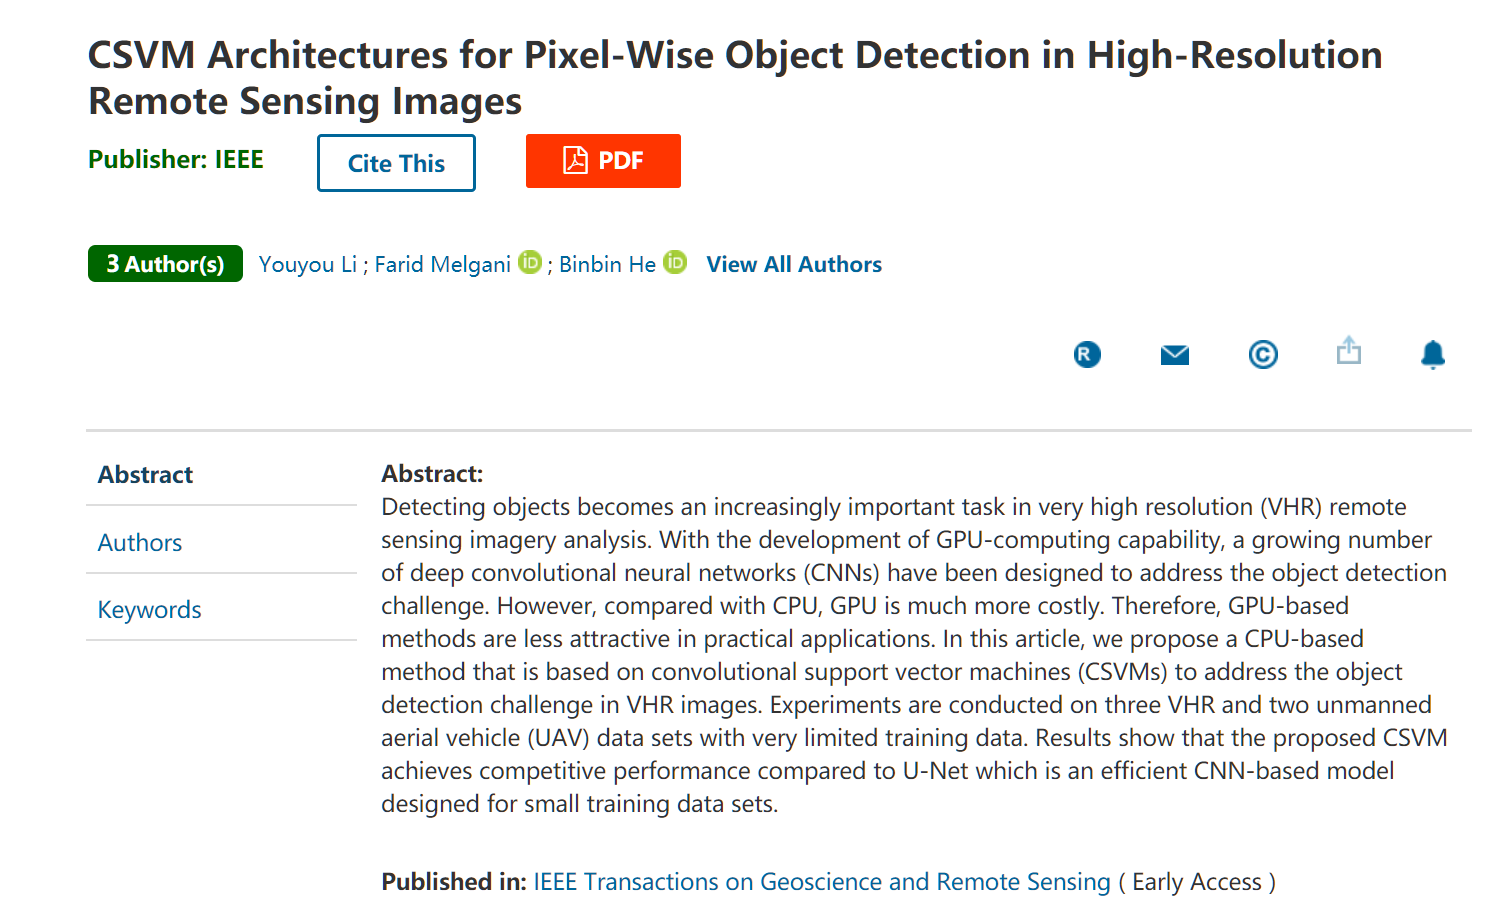 CSVM Architectures for Pixel-Wise Object Detection in High-Resolution
Remote Sensing Images
Publisher: IEEE
Cite This
PDF
3 Author(s)
Youyou Li ; Farid Melgani iD ; Binbin He iD View All Authors
R
©
Abstract
Authors
Keywords
Abstract:
Detecting objects becomes an increasingly important task in very high resolution (VHR) remote
sensing imagery analysis. With the development of GPU-computing capability, a growing number
of deep convolutional neural networks (CNNs) have been designed to address the object detection
challenge. However, compared with CPU, GPU is much more costly. Therefore, GPU-based
methods are less attractive in practical applications. In this article, we propose a CPU-based
method that is based on convolutional support vector machines (CSVMs) to address the object
detection challenge in VHR images. Experiments are conducted on three VHR and two unmanned
aerial vehicle (UAV) data sets with very limited training data. Results show that the proposed CSVM
achieves competitive performance compared to U-Net which is an efficient CNN-based model
designed for small training data sets.
Published in: IEEE Transactions on Geoscience and Remote Sensing ( Early Access )